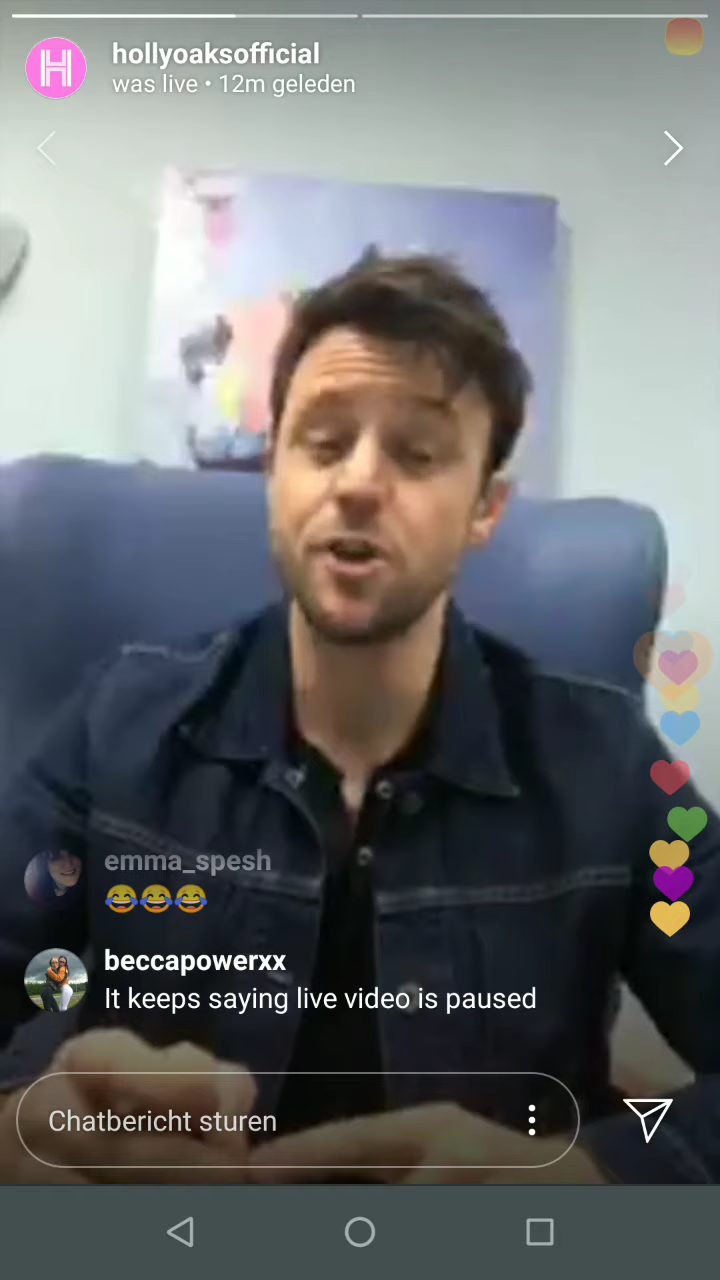 H
hollyoaksofficial
was live • 12m geleden
emma_spesh
😂😂😂
beccapowerxx
It keeps saying live video is paused
Chatbericht sturen